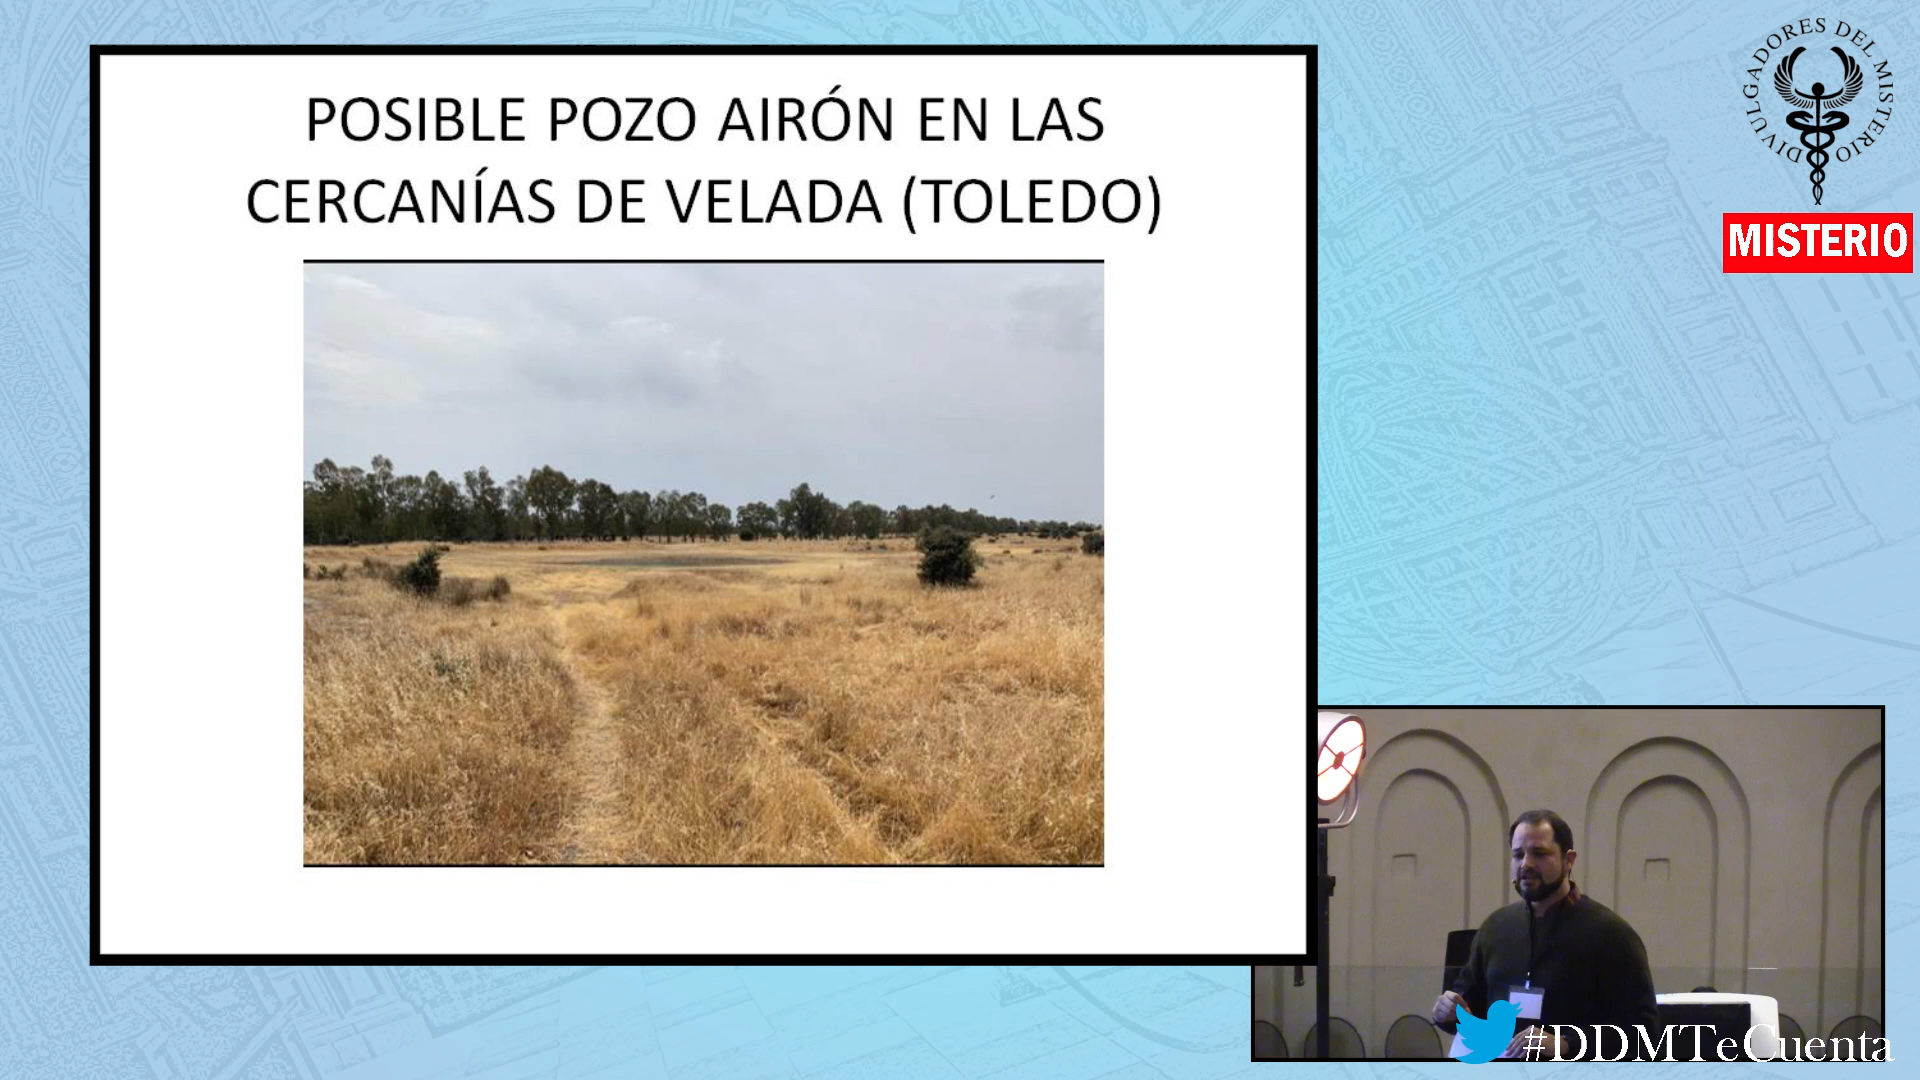 POSIBLE POZO AIRÓN EN LAS
CERCANÍAS DE VELADA (TOLEDO)
DIVULGADORES DEL MISTERIO
MISTERIO
#DDMTeCuenta